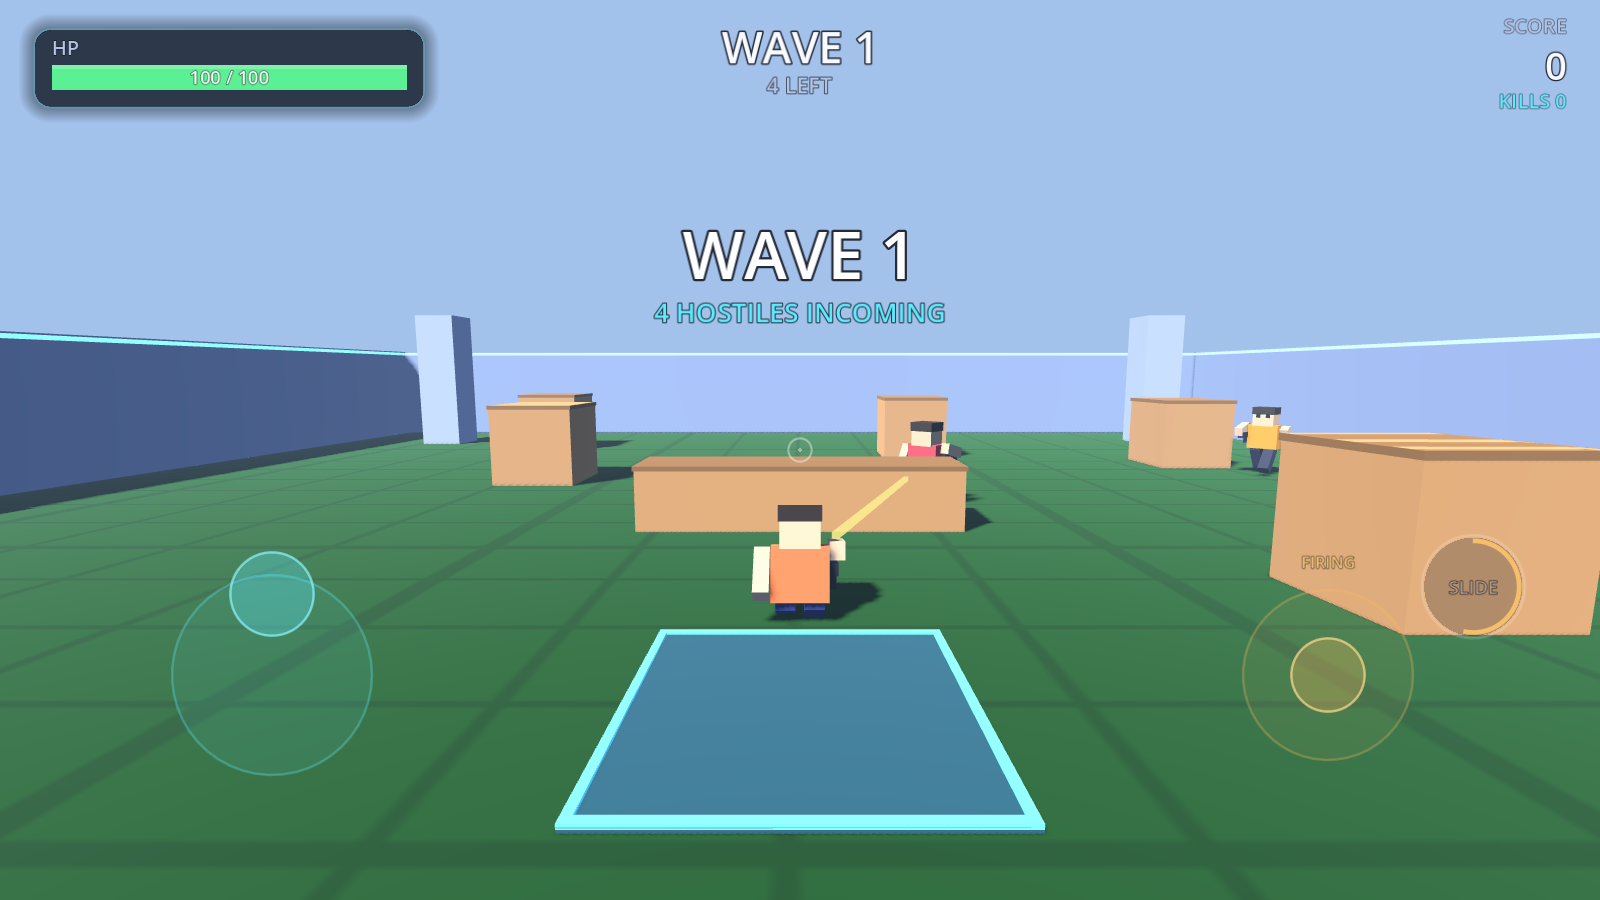 HP
100 / 100
WAVE 1
4 LEFT
SCORE
0
KILLS 0
WAVE 1
4 HOSTILES INCOMING
FIRING
SLIDE